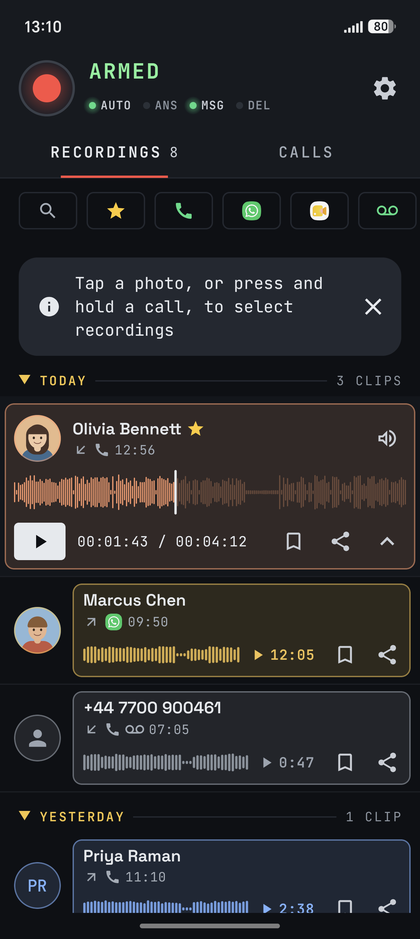 13:10
80
ARMED
AUTO ANS MSG DEL
RECORDINGS 8
CALLS
Tap a photo, or press and
hold a call, to select
recordings
TODAY
3 CLIPS
Olivia Bennett
12:56
00:01:43 / 00:04:12
Marcus Chen
09:50
12:05
+44 7700 900461
07:05
0:47
YESTERDAY
1 CLIP
PR
Priya Raman
11:10
2:38